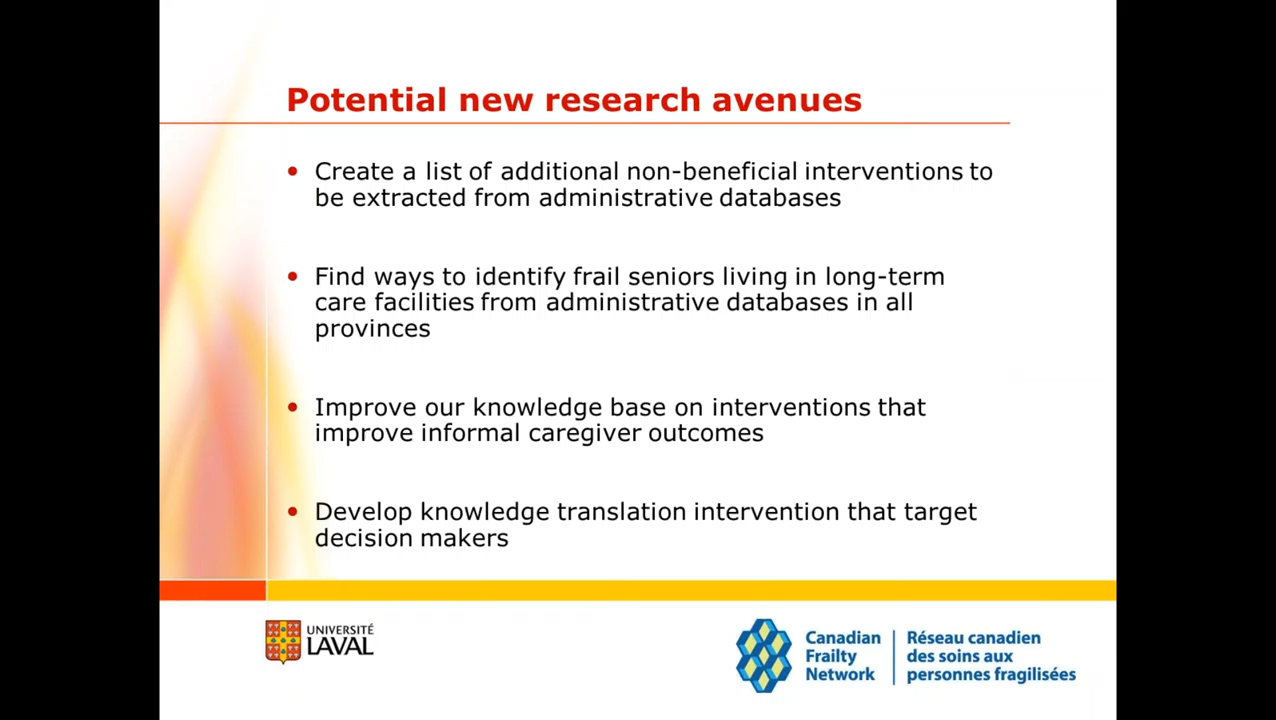 Potential new research avenues
• Create a list of additional non-beneficial interventions to
be extracted from administrative databases
• Find ways to identify frail seniors living in long-term
care facilities from administrative databases in all
provinces
• Improve our knowledge base on interventions that
improve informal caregiver outcomes
• Develop knowledge translation intervention that target
decision makers
UNIVERSITÉ
LAVAL
Canadian
Frailty
Network
Réseau canadien
des soins aux
personnes fragilisées